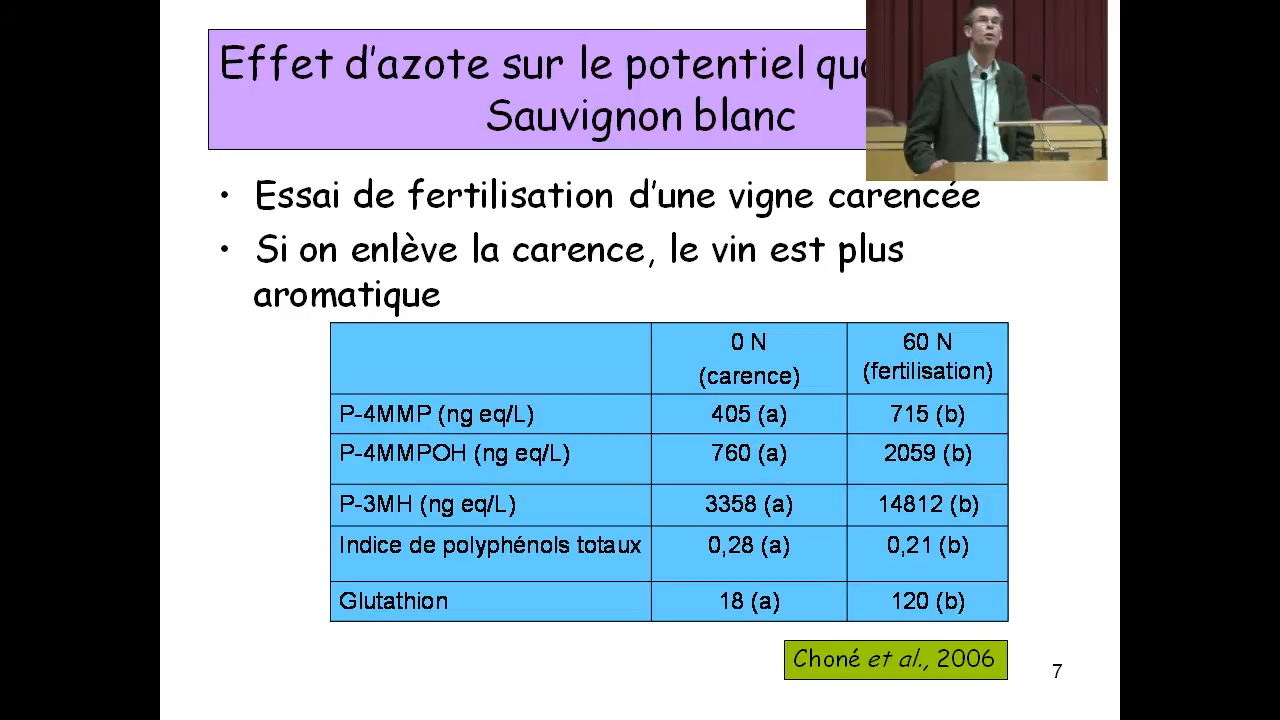 Effet d'azote sur le potentiel
Sauvignon blanc
• Essai de fertilisation d'une vigne carencée
• Si on enlève la carence, le vin est plus
aromatique
0 N
(carence)
60 N
(fertilisation)
P-4MMP (ng eq/L) 405 (a) 715 (b)
P-4MMPOH (ng eq/L) 760 (a) 2059 (b)
P-3MH (ng eq/L) 3358 (a) 14812 (b)
Indice de polyphénols totaux 0,28 (a) 0,21 (b)
Glutathion 18 (a) 120 (b)
Choné et al., 2006
7